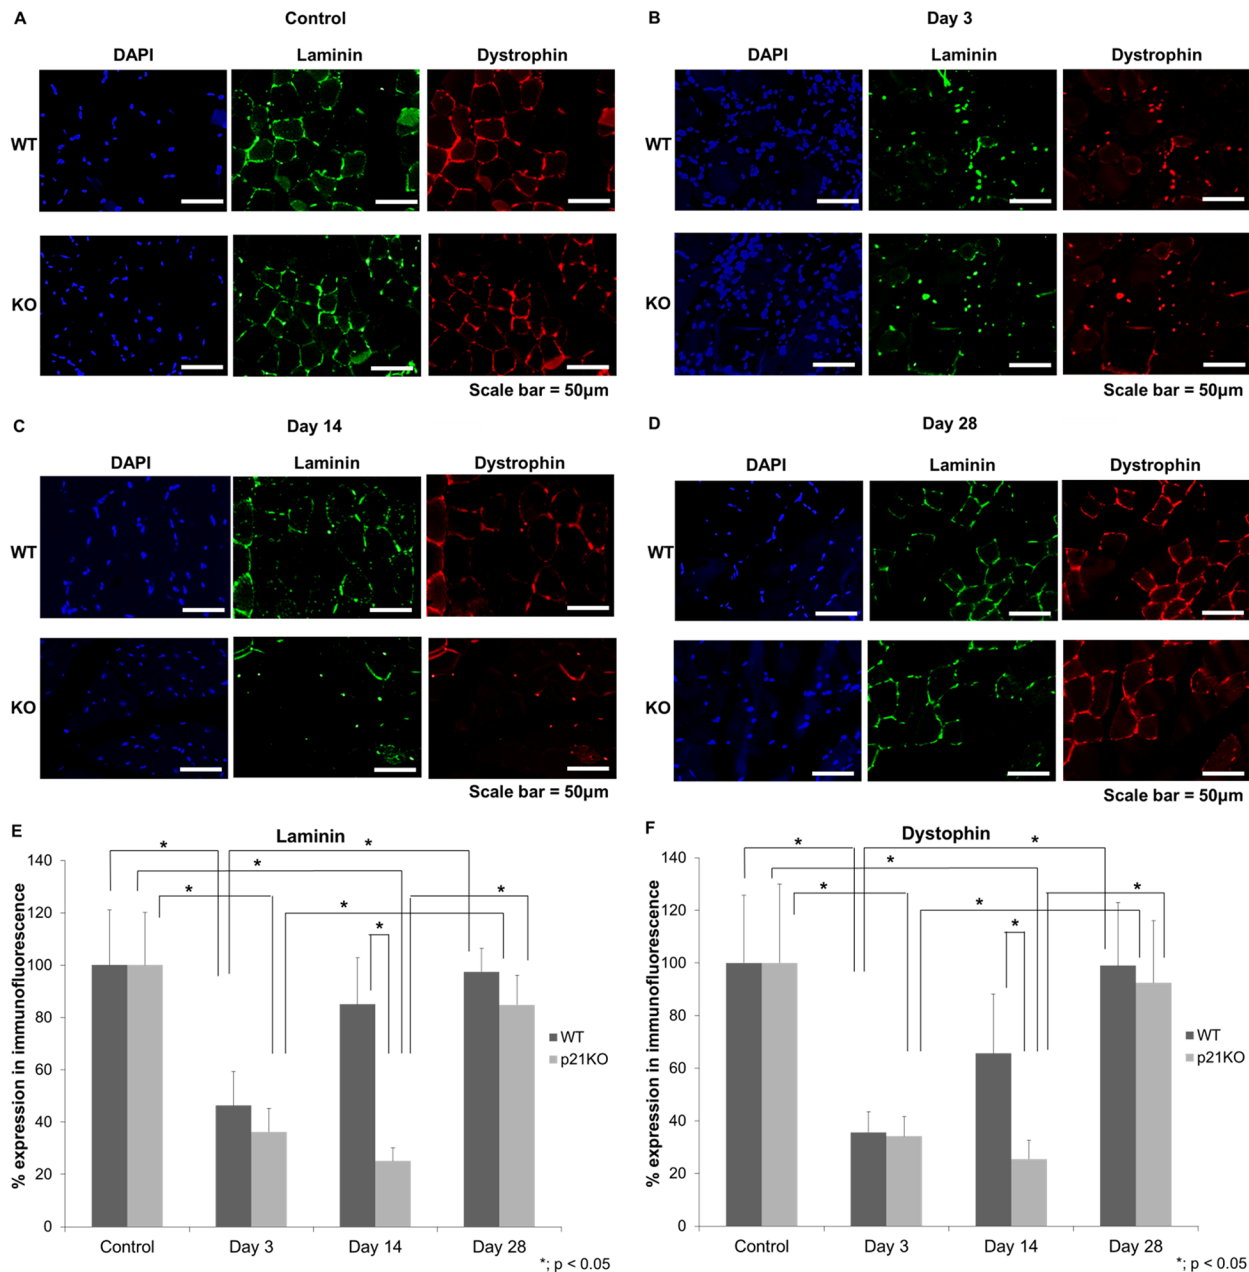 A Control
DAPI Laminin Dystrophin
WT
KO
Scale bar = 50µm
B Day 3
DAPI Laminin Dystrophin
WT
KO
Scale bar = 50µm
C Day 14
DAPI Laminin Dystrophin
WT
KO
Scale bar = 50µm
D Day 28
DAPI Laminin Dystrophin
WT
KO
Scale bar = 50µm
E Laminin
% expression in immunofluorescence
140
120
100
80
60
40
20
0
* * * * * * *
WT
p21KO
Control Day 3 Day 14 Day 28
*; p < 0.05
F Dystophin
% expression in immunofluorescence
140
120
100
80
60
40
20
0
* * * * * * *
WT
p21KO
Control Day 3 Day 14 Day 28
*; p < 0.05